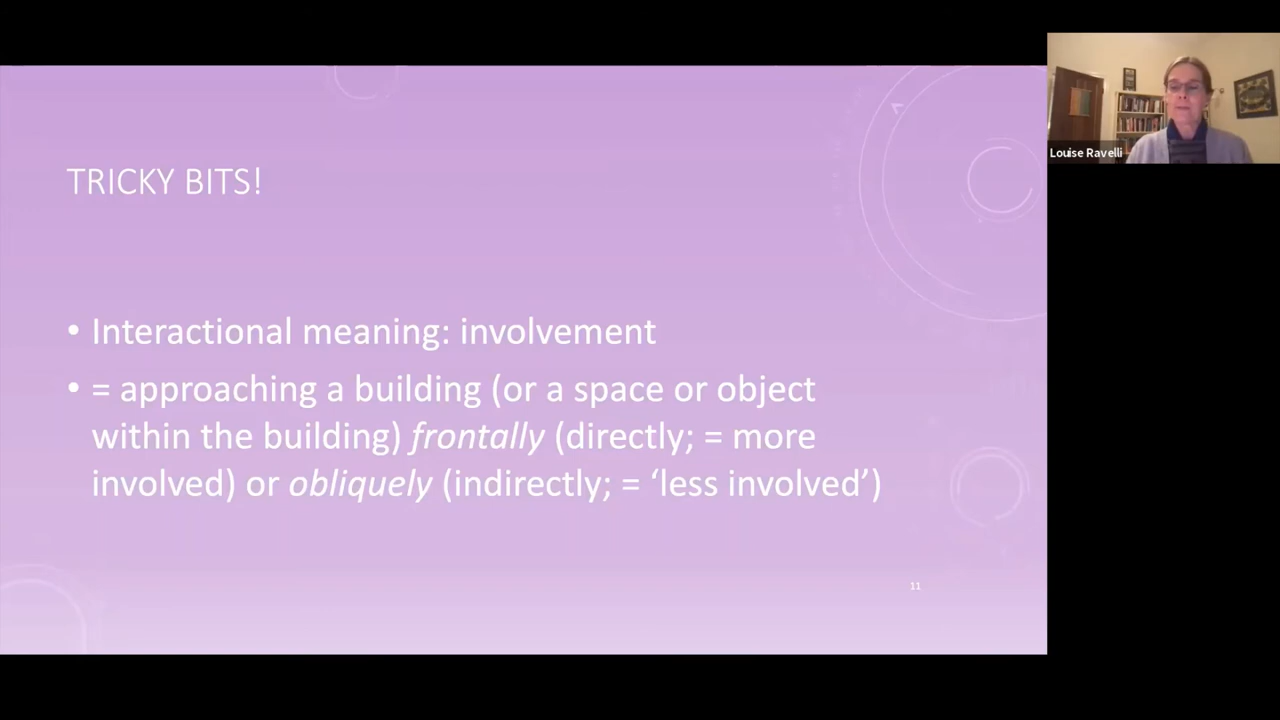 TRICKY BITS!
• Interactional meaning: involvement
• = approaching a building (or a space or object
within the building) frontally (directly; = more
involved) or obliquely (indirectly; = ‘less involved’)
11
Louise Ravelli